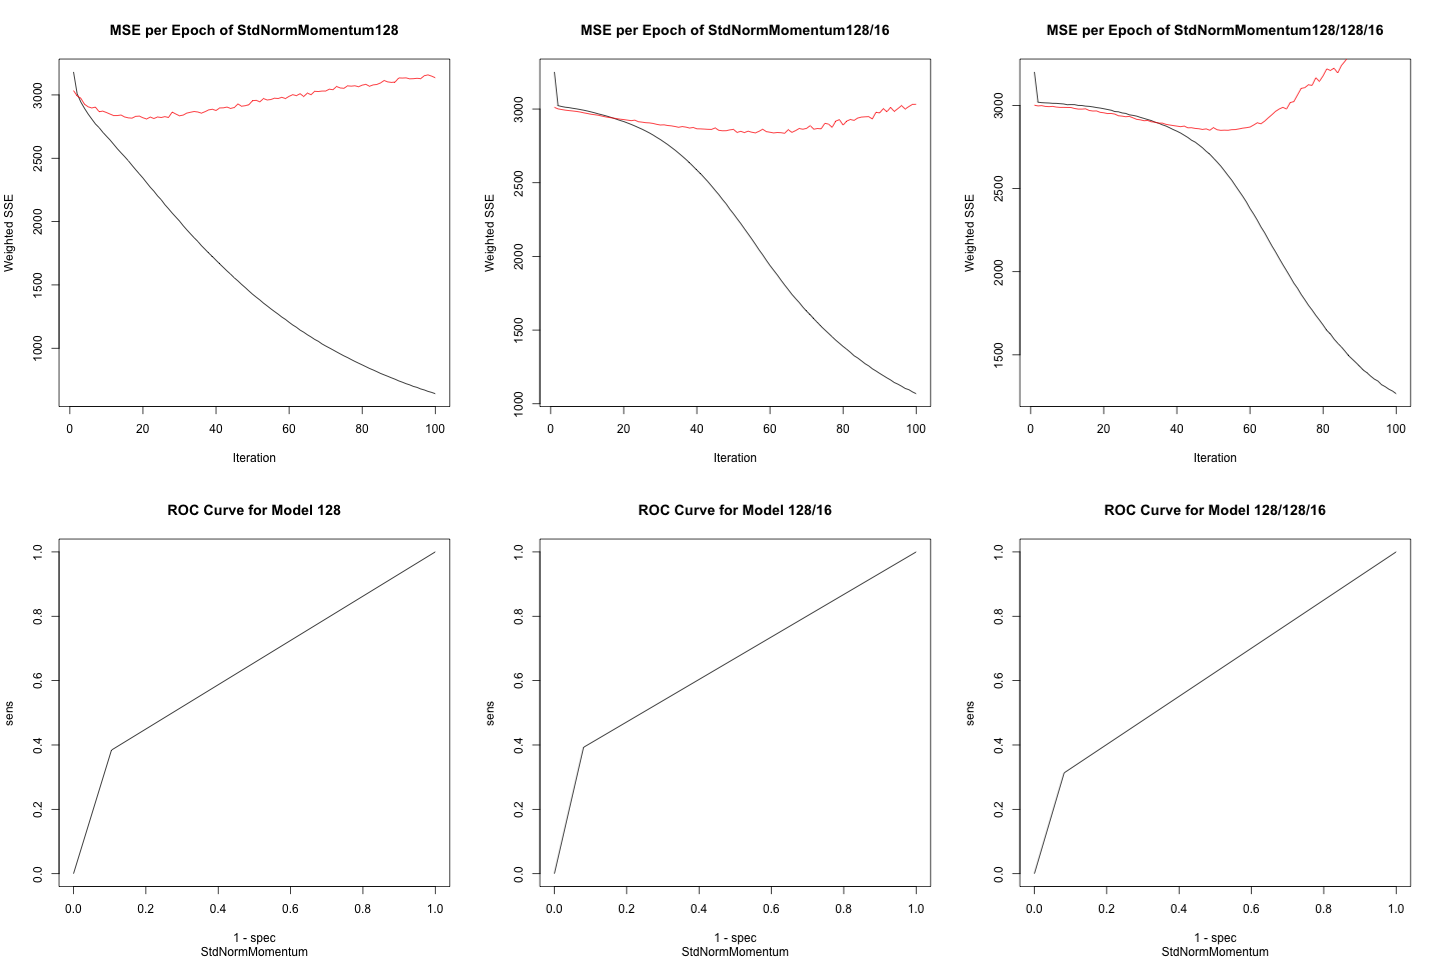 MSE per Epoch of StdNormMomentum128
Weighted SSE
1000 1500 2000 2500 3000
0 20 40 60 80 100
Iteration
MSE per Epoch of StdNormMomentum128/16
Weighted SSE
1000 1500 2000 2500 3000
0 20 40 60 80 100
Iteration
MSE per Epoch of StdNormMomentum128/128/16
Weighted SSE
1500 2000 2500 3000
0 20 40 60 80 100
Iteration
ROC Curve for Model 128
sens
0.0 0.2 0.4 0.6 0.8 1.0
0.0 0.2 0.4 0.6 0.8 1.0
1 - spec
StdNormMomentum
ROC Curve for Model 128/16
sens
0.0 0.2 0.4 0.6 0.8 1.0
0.0 0.2 0.4 0.6 0.8 1.0
1 - spec
StdNormMomentum
ROC Curve for Model 128/128/16
sens
0.0 0.2 0.4 0.6 0.8 1.0
0.0 0.2 0.4 0.6 0.8 1.0
1 - spec
StdNormMomentum